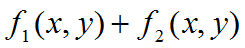 f₁(x, y) + f₂(x, y)